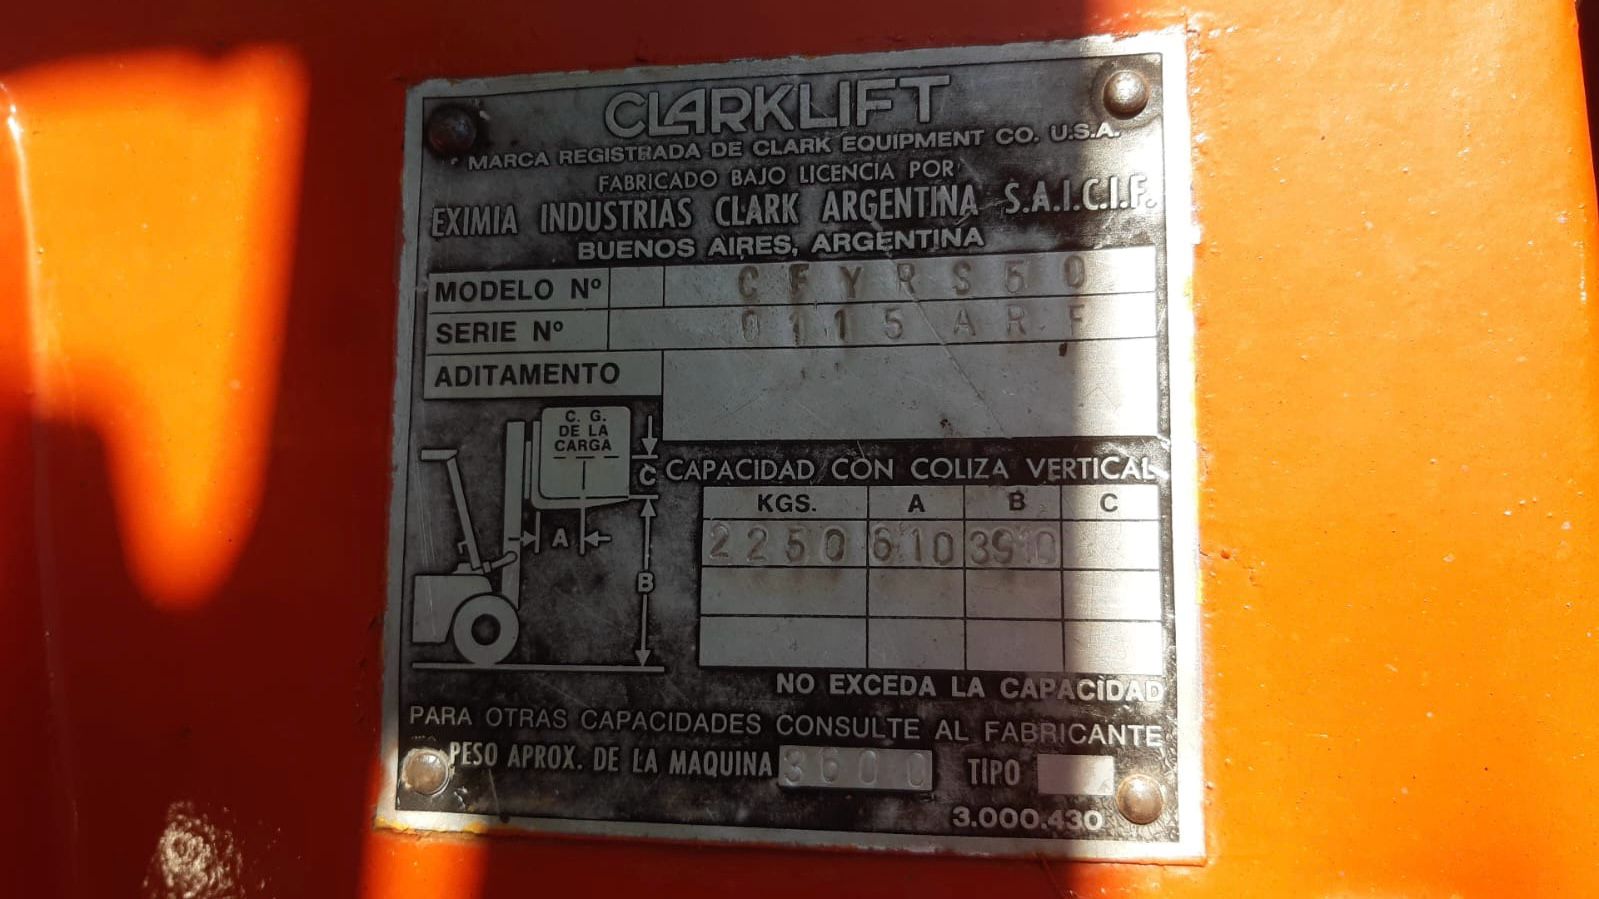 CLARKLIFT
MARCA REGISTRADA DE CLARK EQUIPMENT CO. U.S.A.
FABRICADO BAJO LICENCIA POR
EXIMIA INDUSTRIAS CLARK ARGENTINA S.A.I.C.I.F.
BUENOS AIRES, ARGENTINA
MODELO Nº CFYRS50
SERIE Nº 0115 ARF
ADITAMENTO
C. G.
DE LA
CARGA
C
A
B
CAPACIDAD CON COLIZA VERTICAL
KGS. A B C
2250 610 3910
NO EXCEDA LA CAPACIDAD
PARA OTRAS CAPACIDADES CONSULTE AL FABRICANTE
PESO APROX. DE LA MAQUINA 3600 TIPO
3.000.430